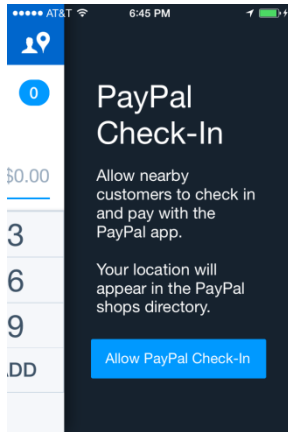 AT&T 6:45 PM
0
PayPal
Check-In
$0.00
Allow nearby
customers to check in
and pay with the
PayPal app.
3
6
9
Your location will
appear in the PayPal
shops directory.
Allow PayPal Check-In